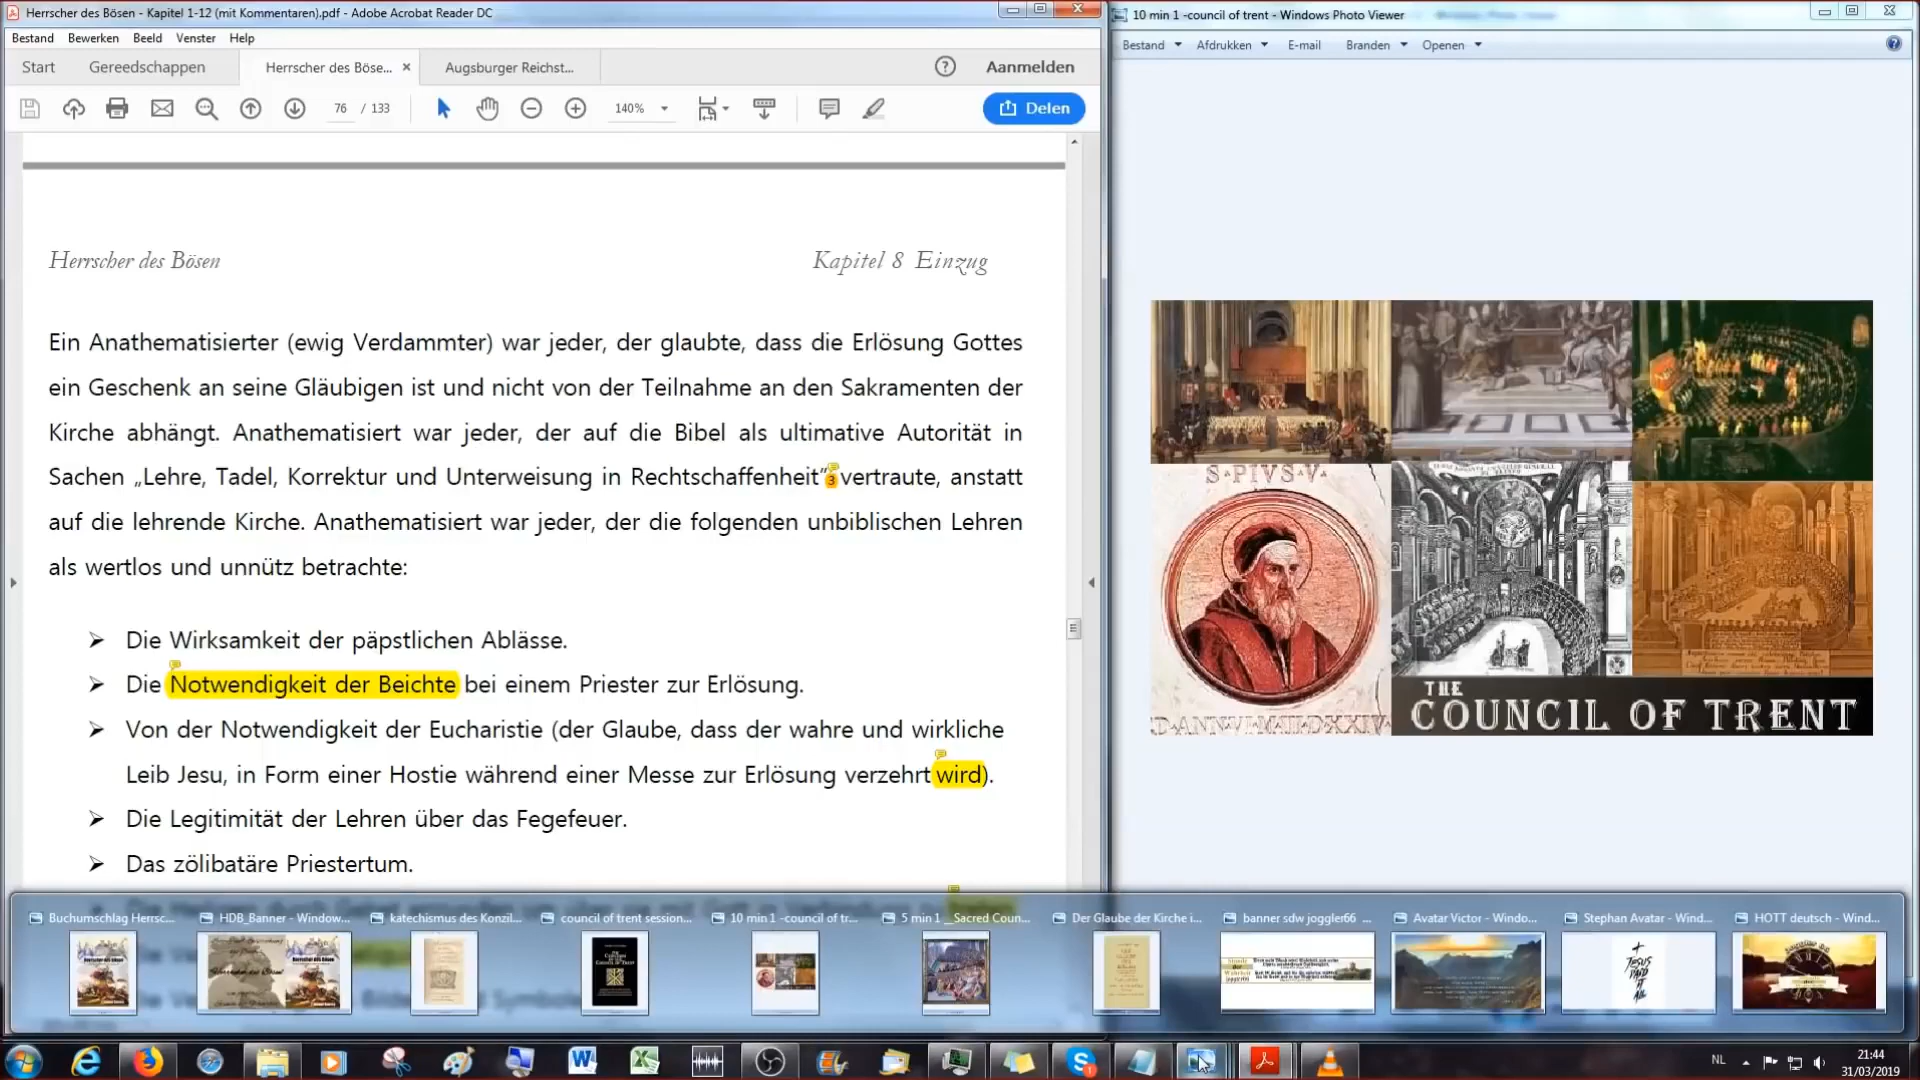 Herrscher des Bösen - Kapitel 1-12 (mit Kommentaren).pdf - Adobe Acrobat Reader DC
Bestand Bewerken Beeld Venster Help
Start Gereedschappen Herrscher des Böse... × Augsburger Reichst... Aanmelden
76 / 133 140% Delen
Herrscher des Bösen Kapitel 8 Einzug
Ein Anathematisierter (ewig Verdammter) war jeder, der glaubte, dass die Erlösung Gottes
ein Geschenk an seine Gläubigen ist und nicht von der Teilnahme an den Sakramenten der
Kirche abhängt. Anathematisiert war jeder, der auf die Bibel als ultimative Autorität in
Sachen „Lehre, Tadel, Korrektur und Unterweisung in Rechtschaffenheit“3 vertraute, anstatt
auf die lehrende Kirche. Anathematisiert war jeder, der die folgenden unbiblischen Lehren
als wertlos und unnütz betrachte:
➢ Die Wirksamkeit der päpstlichen Ablässe.
➢ Die Notwendigkeit der Beichte bei einem Priester zur Erlösung.
➢ Von der Notwendigkeit der Eucharistie (der Glaube, dass der wahre und wirkliche
Leib Jesu, in Form einer Hostie während einer Messe zur Erlösung verzehrt wird).
➢ Die Legitimität der Lehren über das Fegefeuer.
➢ Das zölibatäre Priestertum.
10 min 1 -council of trent - Windows Photo Viewer
Bestand Afdrukken E-mail Branden Openen
S·PIVS·V·
THE
COUNCIL OF TRENT
Buchumschlag Herrsc... HDB_Banner - Window... katechismus des Konzil... council of trent session... 10 min 1 -council of tr... 5 min 1 __Sacred Coun... Der Glaube der Kirche i... banner sdw joggler66 ... Avatar Victor - Windo... Stephan Avatar - Wind... HOTT deutsch - Wind...
JESUS
PAID
IT
ALL
NL 21:44
31/03/2019